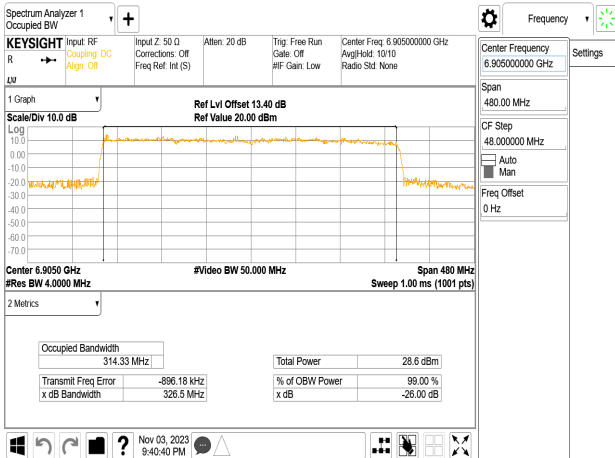 Spectrum Analyzer 1
Occupied BW
Frequency
KEYSIGHT
R
LXI
Input: RF
Coupling: DC
Align: Off
Input Z: 50 Ω
Corrections: Off
Freq Ref: Int (S)
Atten: 20 dB
Trig: Free Run
Gate: Off
#IF Gain: Low
Center Freq: 6.905000000 GHz
Avg|Hold: 10/10
Radio Std: None
Center Frequency
6.905000000 GHz
Settings
Span
480.00 MHz
CF Step
48.000000 MHz
Auto
Man
Freq Offset
0 Hz
1 Graph
Scale/Div 10.0 dB
Ref Lvl Offset 13.40 dB
Ref Value 20.00 dBm
Log
10.0
0.00
-10.0
-20.0
-30.0
-40.0
-50.0
-60.0
-70.0
Center 6.9050 GHz
#Video BW 50.000 MHz
Span 480 MHz
#Res BW 4.0000 MHz
Sweep 1.00 ms (1001 pts)
2 Metrics
Occupied Bandwidth
314.33 MHz
Total Power 28.6 dBm
Transmit Freq Error -896.18 kHz
% of OBW Power 99.00 %
x dB Bandwidth 326.5 MHz
x dB -26.00 dB
?
Nov 03, 2023
9:40:40 PM